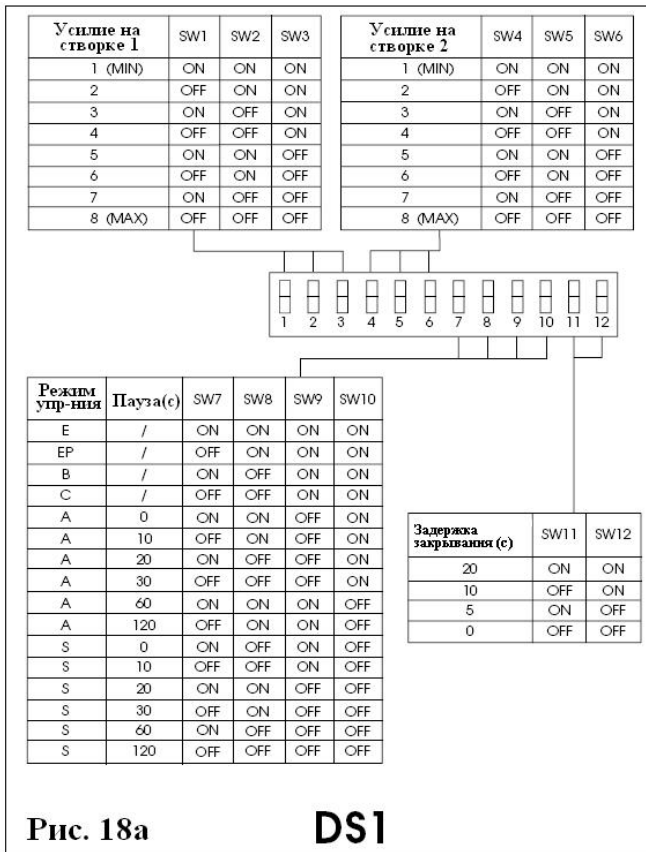 Усилие на створке 1 SW1 SW2 SW3
1 (MIN) ON ON ON
2 OFF ON ON
3 ON OFF ON
4 OFF OFF ON
5 ON ON OFF
6 OFF ON OFF
7 ON OFF OFF
8 (MAX) OFF OFF OFF
Усилие на створке 2 SW4 SW5 SW6
1 (MIN) ON ON ON
2 OFF ON ON
3 ON OFF ON
4 OFF OFF ON
5 ON ON OFF
6 OFF ON OFF
7 ON OFF OFF
8 (MAX) OFF OFF OFF
1 2 3 4 5 6 7 8 9 10 11 12
Режим упр-ния Пауза(с) SW7 SW8 SW9 SW10
E / ON ON ON ON
EP / OFF ON ON ON
B / ON OFF ON ON
C / OFF OFF ON ON
A 0 ON ON OFF ON
A 10 OFF ON OFF ON
A 20 ON OFF OFF ON
A 30 OFF OFF OFF ON
A 60 ON ON ON OFF
A 120 OFF ON ON OFF
S 0 ON OFF ON OFF
S 10 OFF OFF ON OFF
S 20 ON ON OFF OFF
S 30 OFF ON OFF OFF
S 60 ON OFF OFF OFF
S 120 OFF OFF OFF OFF
Задержка закрывания (с) SW11 SW12
20 ON ON
10 OFF ON
5 ON OFF
0 OFF OFF
Рис. 18а DS1